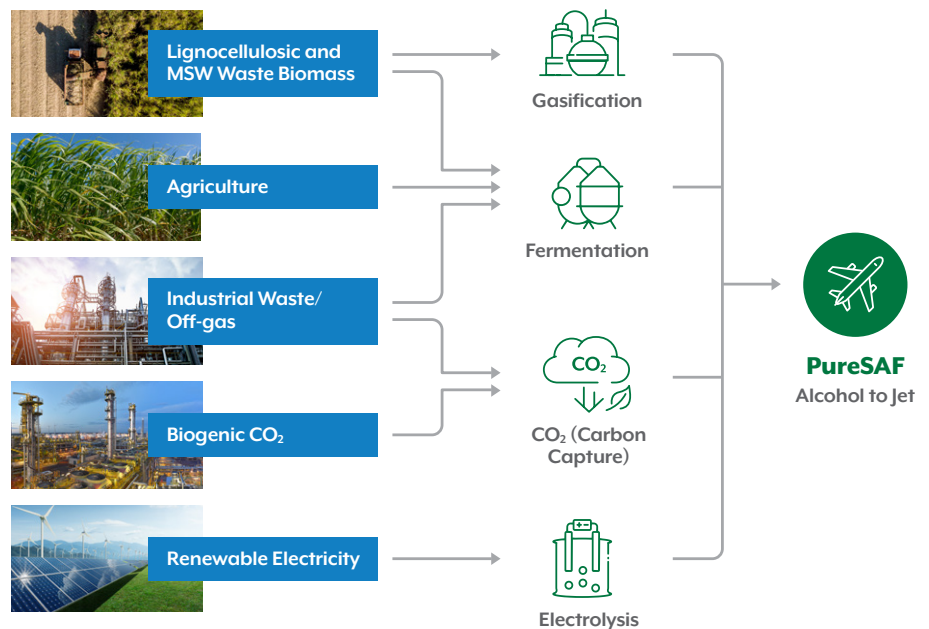 Lignocellulosic and
MSW Waste Biomass
Gasification
Agriculture
Fermentation
Industrial Waste/
Off-gas
CO₂
CO₂ (Carbon
Capture)
PureSAF
Alcohol to Jet
Biogenic CO₂
Renewable Electricity
Electrolysis